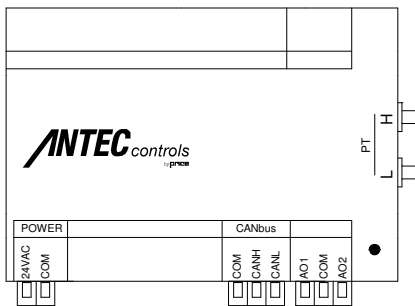 H
PT
L
ANTEC controls
by PRICE
POWER
CANbus
24VAC
COM
COM
CANH
CANL
AO1
COM
AO2